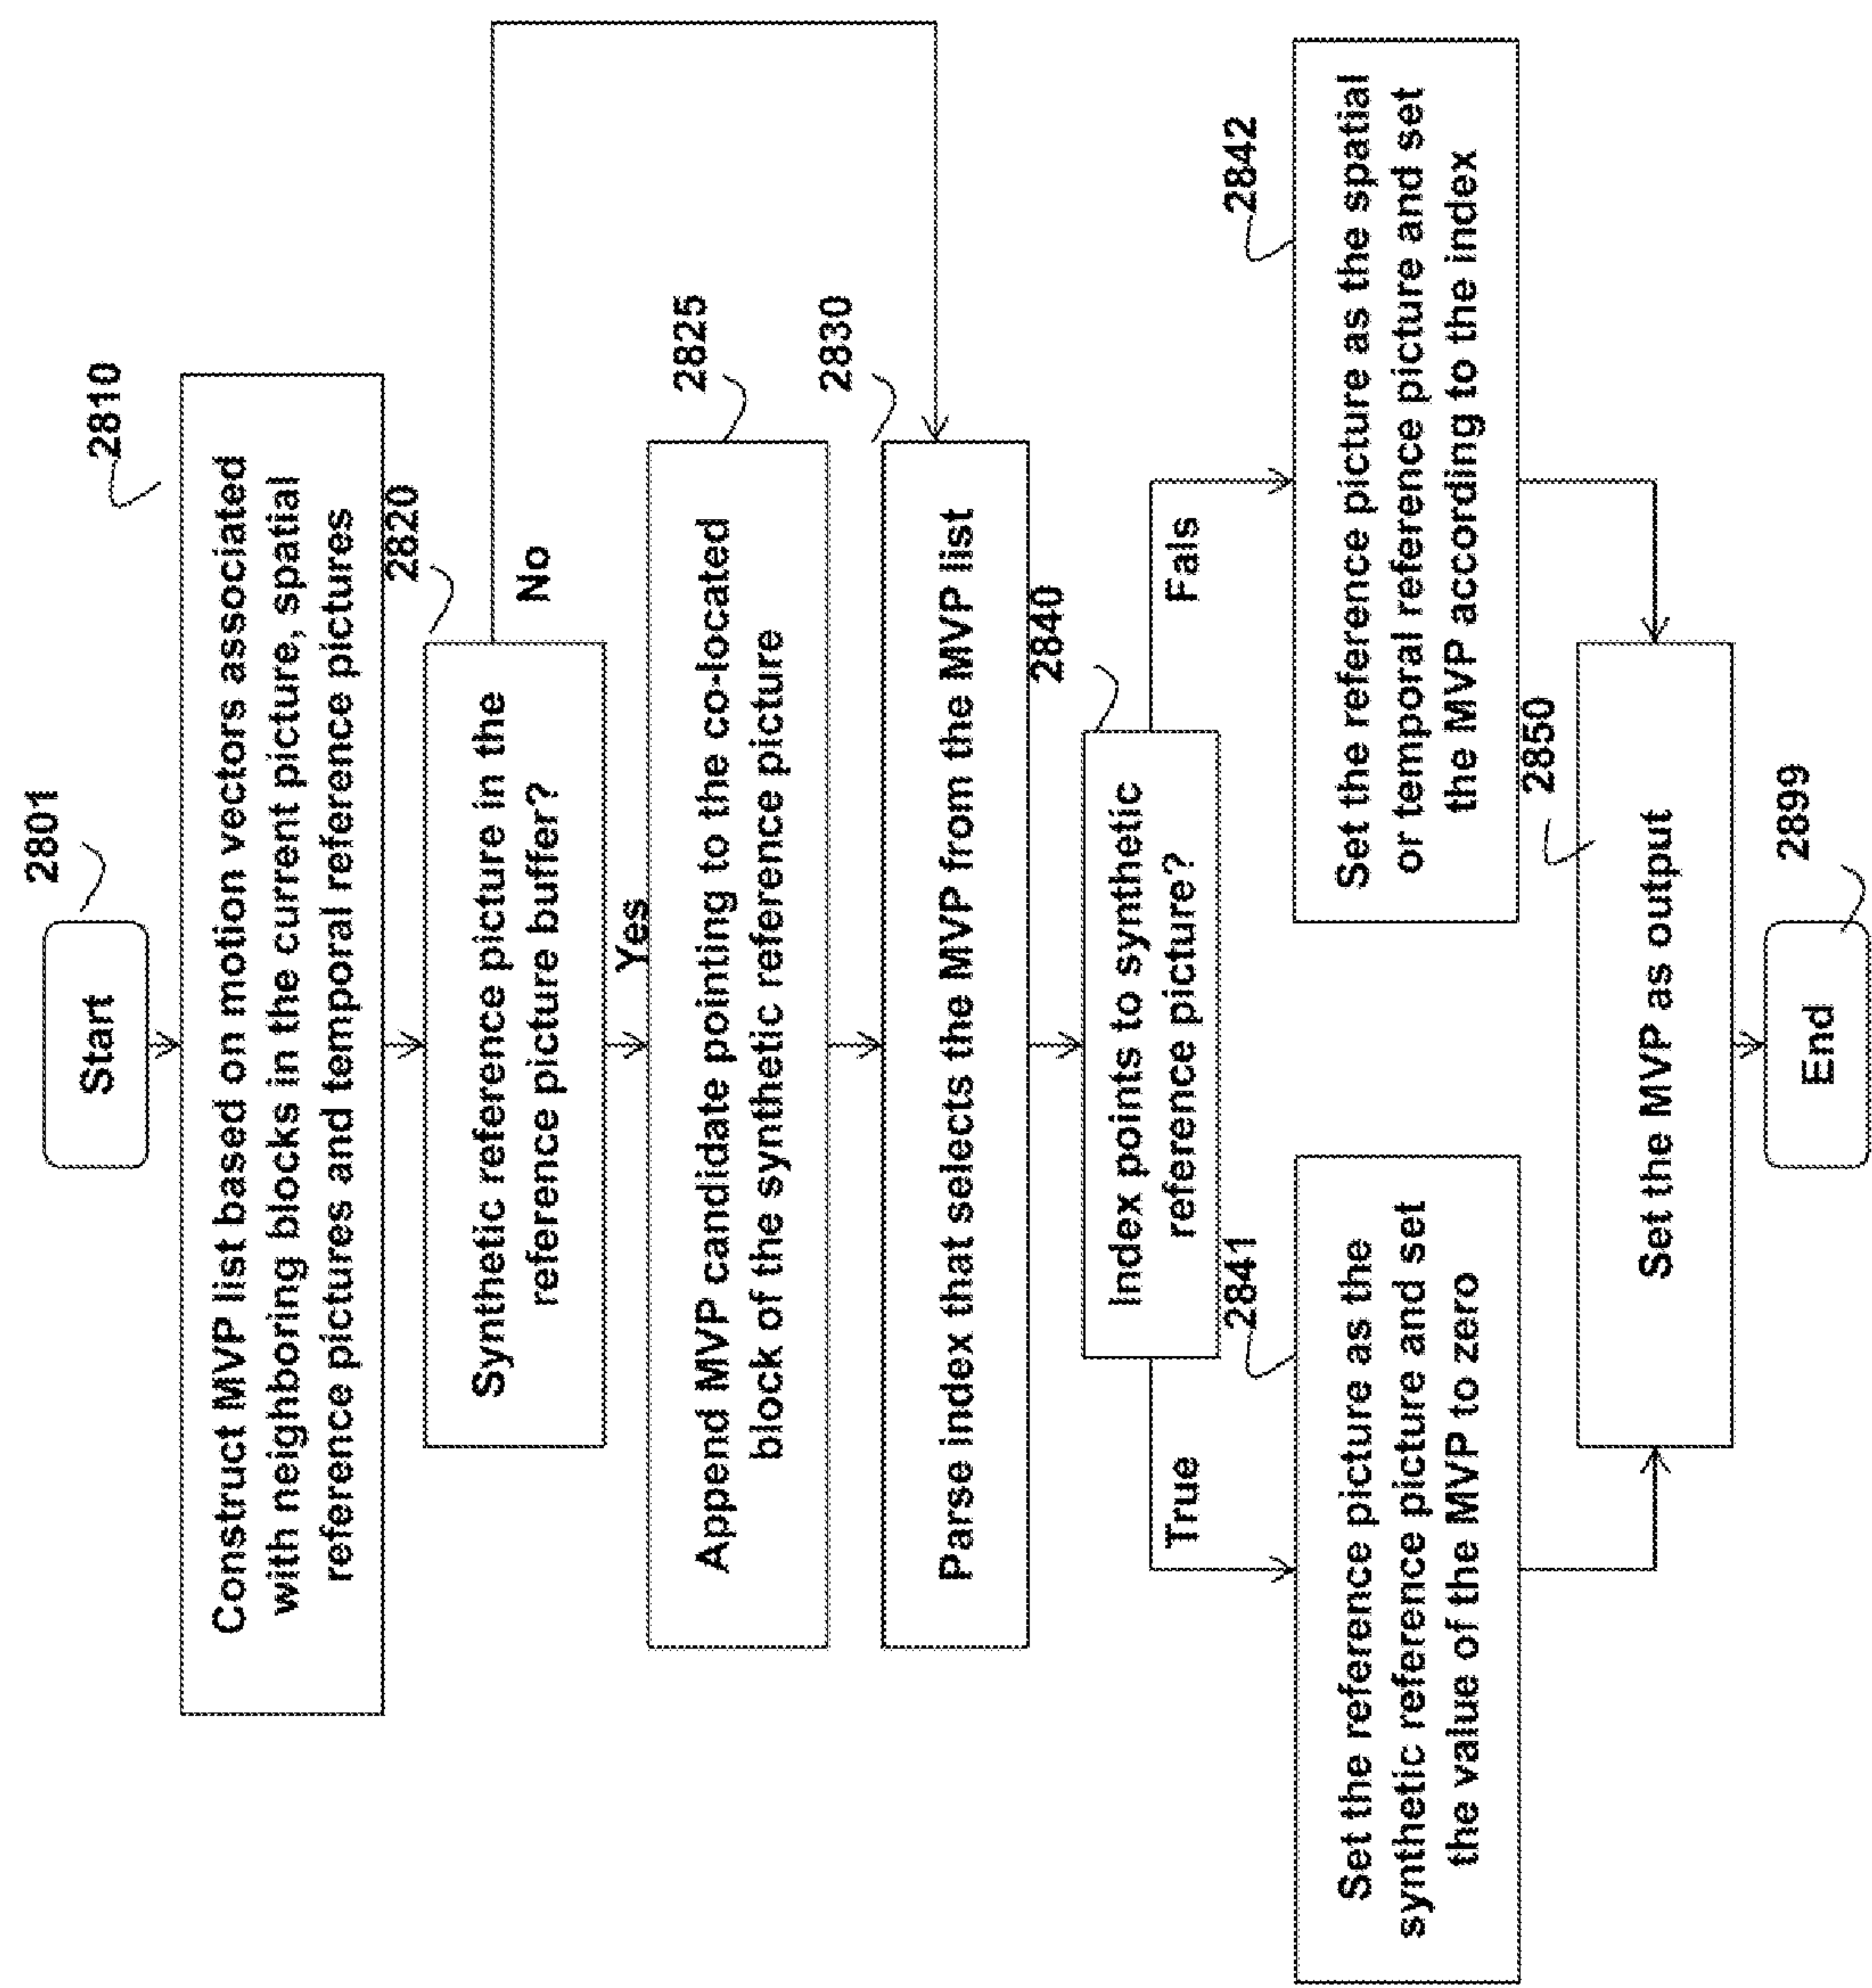 2801
Start
2810
Construct MVP list based on motion vectors associated
with neighboring blocks in the current picture, spatial
reference pictures and temporal reference pictures
2820
Synthetic reference picture in the
reference picture buffer?
No
Yes
2825
Append MVP candidate pointing to the co-located
block of the synthetic reference picture
2830
Parse index that selects the MVP from the MVP list
2840
Index points to synthetic
reference picture?
True
Fals
2841
Set the reference picture as the
synthetic reference picture and set
the value of the MVP to zero
2842
Set the reference picture as the spatial
or temporal reference picture and set
the MVP according to the index
2850
Set the MVP as output
2899
End